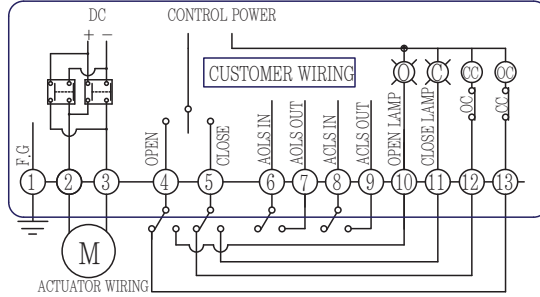 DC
CONTROL POWER
+ −
CUSTOMER WIRING
O C CC OC
OC CC
F.G
OPEN
CLOSE
AOLS IN
AOLS OUT
ACLS IN
ACLS OUT
OPEN LAMP
CLOSE LAMP
1 2 3 4 5 6 7 8 9 10 11 12 13
M
ACTUATOR WIRING